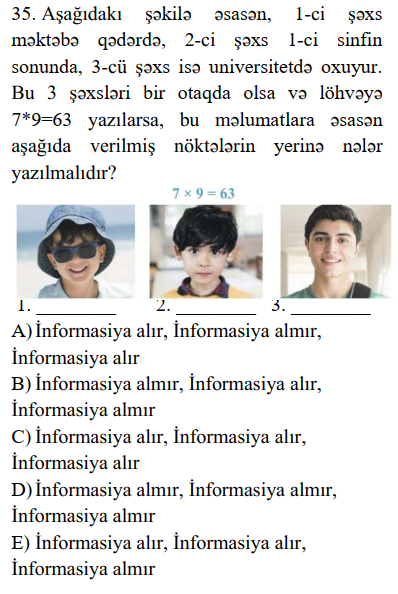 35. Aşağıdakı şəkilə əsasən, 1-ci şəxs
məktəbə qədərdə, 2-ci şəxs 1-ci sinfin
sonunda, 3-cü şəxs isə universitetdə oxuyur.
Bu 3 şəxsləri bir otaqda olsa və löhvəyə
7*9=63 yazılarsa, bu məlumatlara əsasən
aşağıda verilmiş nöktələrin yerinə nələr
yazılmalıdır?
7 × 9 = 63
1. __________ 2. __________ 3. __________
A) İnformasiya alır, İnformasiya almır,
İnformasiya alır
B) İnformasiya almır, İnformasiya alır,
İnformasiya almır
C) İnformasiya alır, İnformasiya alır,
İnformasiya alır
D) İnformasiya almır, İnformasiya almır,
İnformasiya almır
E) İnformasiya alır, İnformasiya alır,
İnformasiya almır